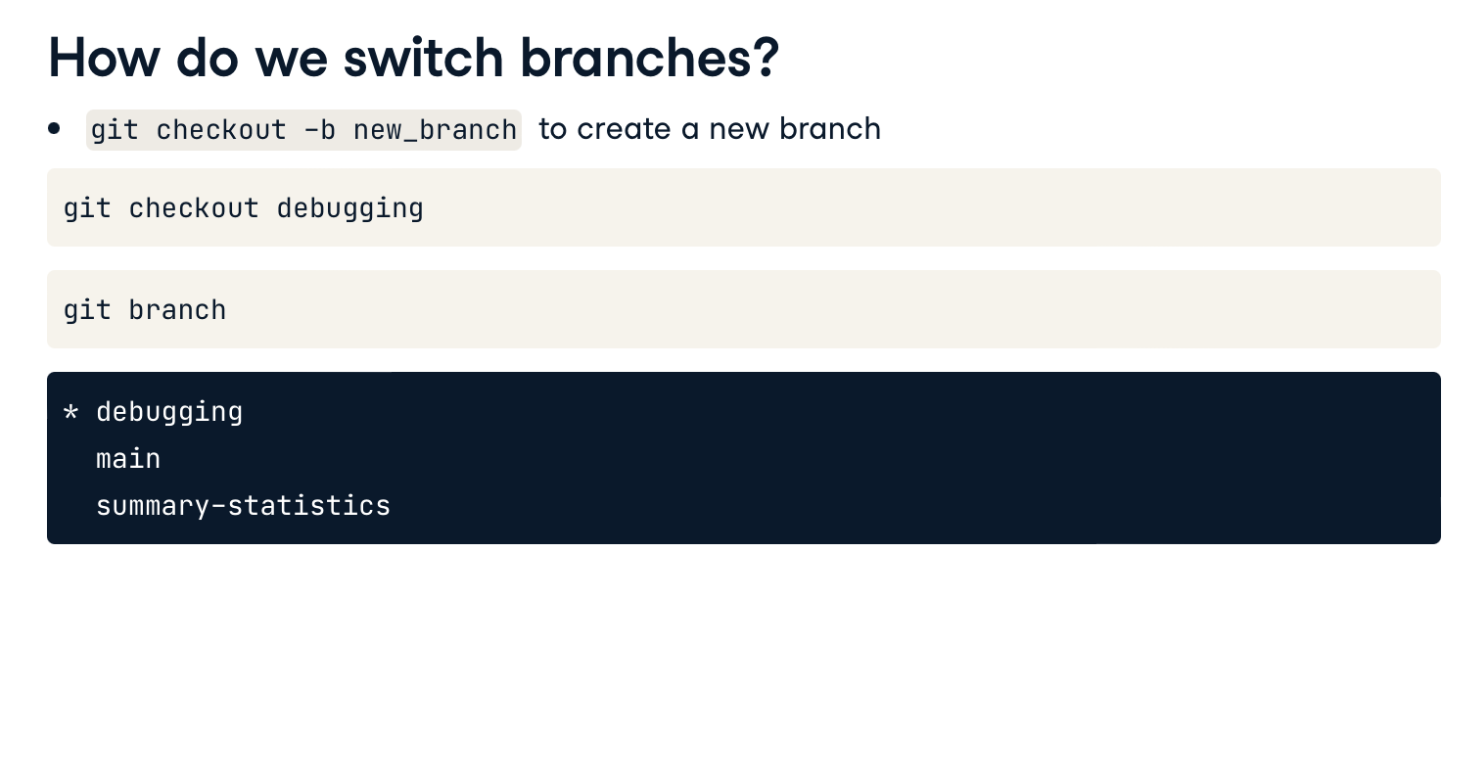 How do we switch branches?
• git checkout -b new_branch to create a new branch
git checkout debugging
git branch
* debugging
  main
  summary-statistics